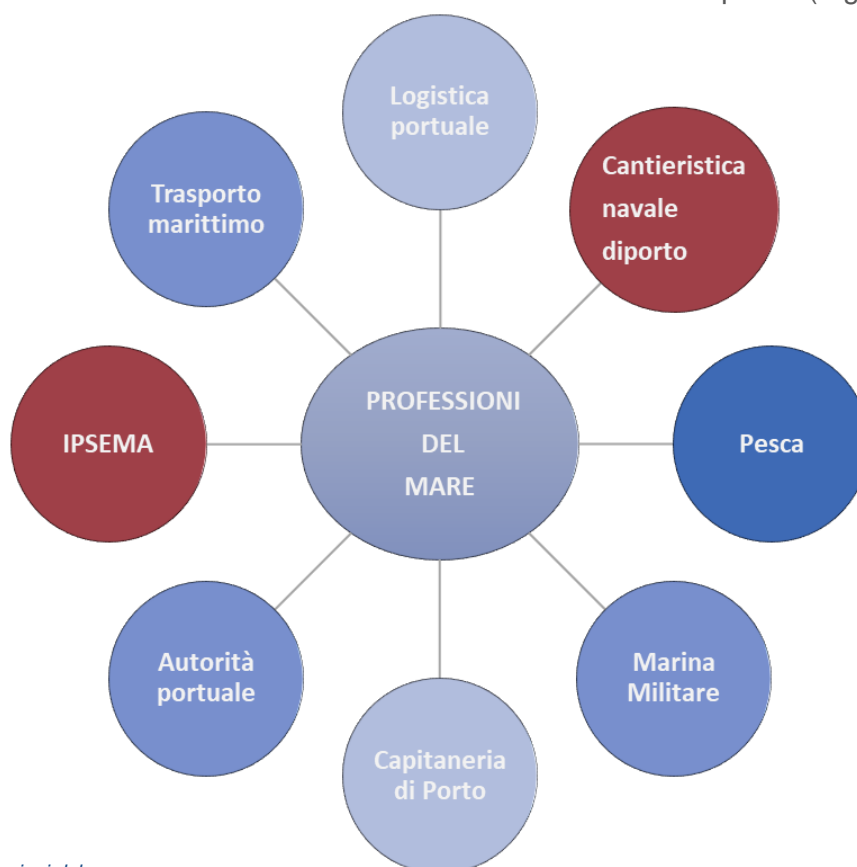 Logistica
portuale
Cantieristica
navale
diporto
Trasporto
marittimo
PROFESSIONI
DEL
MARE
IPSEMA
Pesca
Autorità
portuale
Marina
Militare
Capitaneria
di Porto